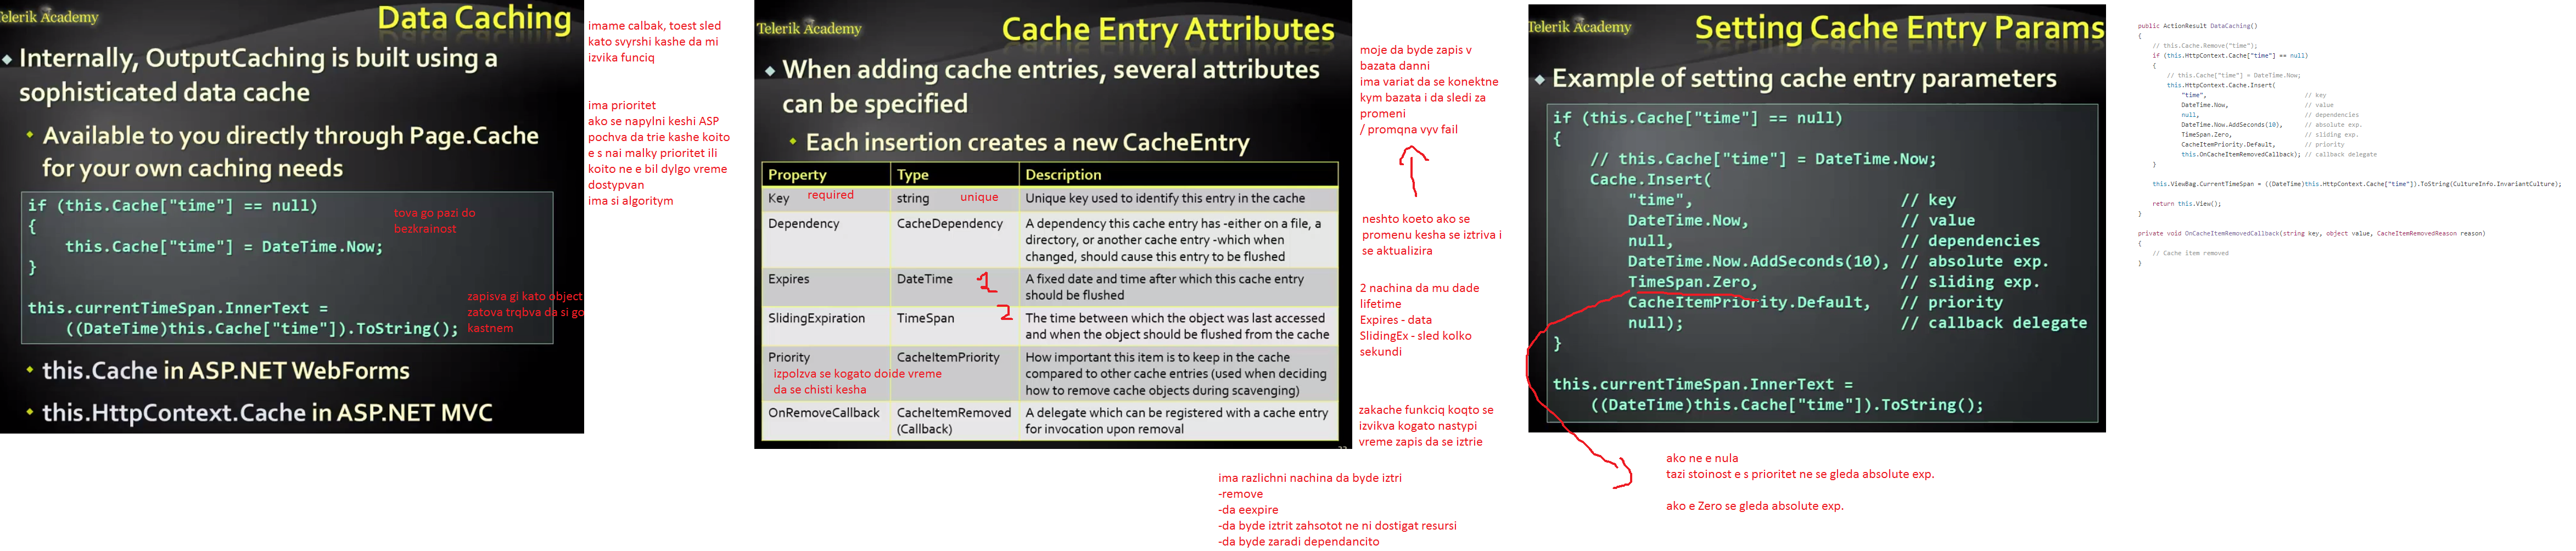 Telerik Academy
Data Caching
Internally, OutputCaching is built using a
sophisticated data cache
Available to you directly through Page.Cache
for your own caching needs
if (this.Cache["time"] == null)
{
this.Cache["time"] = DateTime.Now;
}
this.currentTimeSpan.InnerText =
((DateTime)this.Cache["time"]).ToString();
tova go pazi do
bezkrainost
zapisva gi kato object
zatova trqbva da si go
kastnem
this.Cache in ASP.NET WebForms
this.HttpContext.Cache in ASP.NET MVC
imame calbak, toest sled
kato svyrshi kashe da mi
izvika funciq
ima prioritet
ako se napylni keshi ASP
pochva da trie kashe koito
e s nai malky prioritet ili
koito ne e bil dylgo vreme
dostypvan
ima si algoritym
Telerik Academy
Cache Entry Attributes
When adding cache entries, several attributes
can be specified
Each insertion creates a new CacheEntry
Property Type Description
Key required string unique Unique key used to identify this entry in the cache
Dependency CacheDependency A dependency this cache entry has -either on a file, a
directory, or another cache entry -which when
changed, should cause this entry to be flushed
Expires DateTime 1 A fixed date and time after which this cache entry
should be flushed
SlidingExpiration TimeSpan 2 The time between which the object was last accessed
and when the object should be flushed from the cache
Priority CacheItemPriority How important this item is to keep in the cache
compared to other cache entries (used when deciding
how to remove cache objects during scavenging)
izpolzva se kogato doide vreme
da se chisti kesha
OnRemoveCallback CacheItemRemoved A delegate which can be registered with a cache entry
(Callback) for invocation upon removal
moje da byde zapis v
bazata danni
ima variat da se konektne
kym bazata i da sledi za
promeni
/ promqna vyv fail
neshto koeto ako se
promenu kesha se iztriva i
se aktualizira
2 nachina da mu dade
lifetime
Expires - data
SlidingEx - sled kolko
sekundi
zakache funkciq koqto se
izvikva kogato nastypi
vreme zapis da se iztrie
ima razlichni nachina da byde iztri
-remove
-da eexpire
-da byde iztrit zahsotot ne ni dostigat resursi
-da byde zaradi dependancito
Telerik Academy
Setting Cache Entry Params
Example of setting cache entry parameters
if (this.Cache["time"] == null)
{
// this.Cache["time"] = DateTime.Now;
Cache.Insert(
"time", // key
DateTime.Now, // value
null, // dependencies
DateTime.Now.AddSeconds(10), // absolute exp.
TimeSpan.Zero, // sliding exp.
CacheItemPriority.Default, // priority
null); // callback delegate
}
this.currentTimeSpan.InnerText =
((DateTime)this.Cache["time"]).ToString();
ako ne e nula
tazi stoinost e s prioritet ne se gleda absolute exp.
ako e Zero se gleda absolute exp.
public ActionResult DataCaching()
{
// this.Cache.Remove("time");
if (this.HttpContext.Cache["time"] == null)
{
// this.Cache["time"] = DateTime.Now;
this.HttpContext.Cache.Insert(
"time", // key
DateTime.Now, // value
null, // dependencies
DateTime.Now.AddSeconds(10), // absolute exp.
TimeSpan.Zero, // sliding exp.
CacheItemPriority.Default, // priority
this.OnCacheItemRemovedCallback); // callback delegate
}
this.ViewBag.CurrentTimeSpan = ((DateTime)this.HttpContext.Cache["time"]).ToString(CultureInfo.InvariantCulture);
return this.View();
}
private void OnCacheItemRemovedCallback(string key, object value, CacheItemRemovedReason reason)
{
// Cache item removed
}